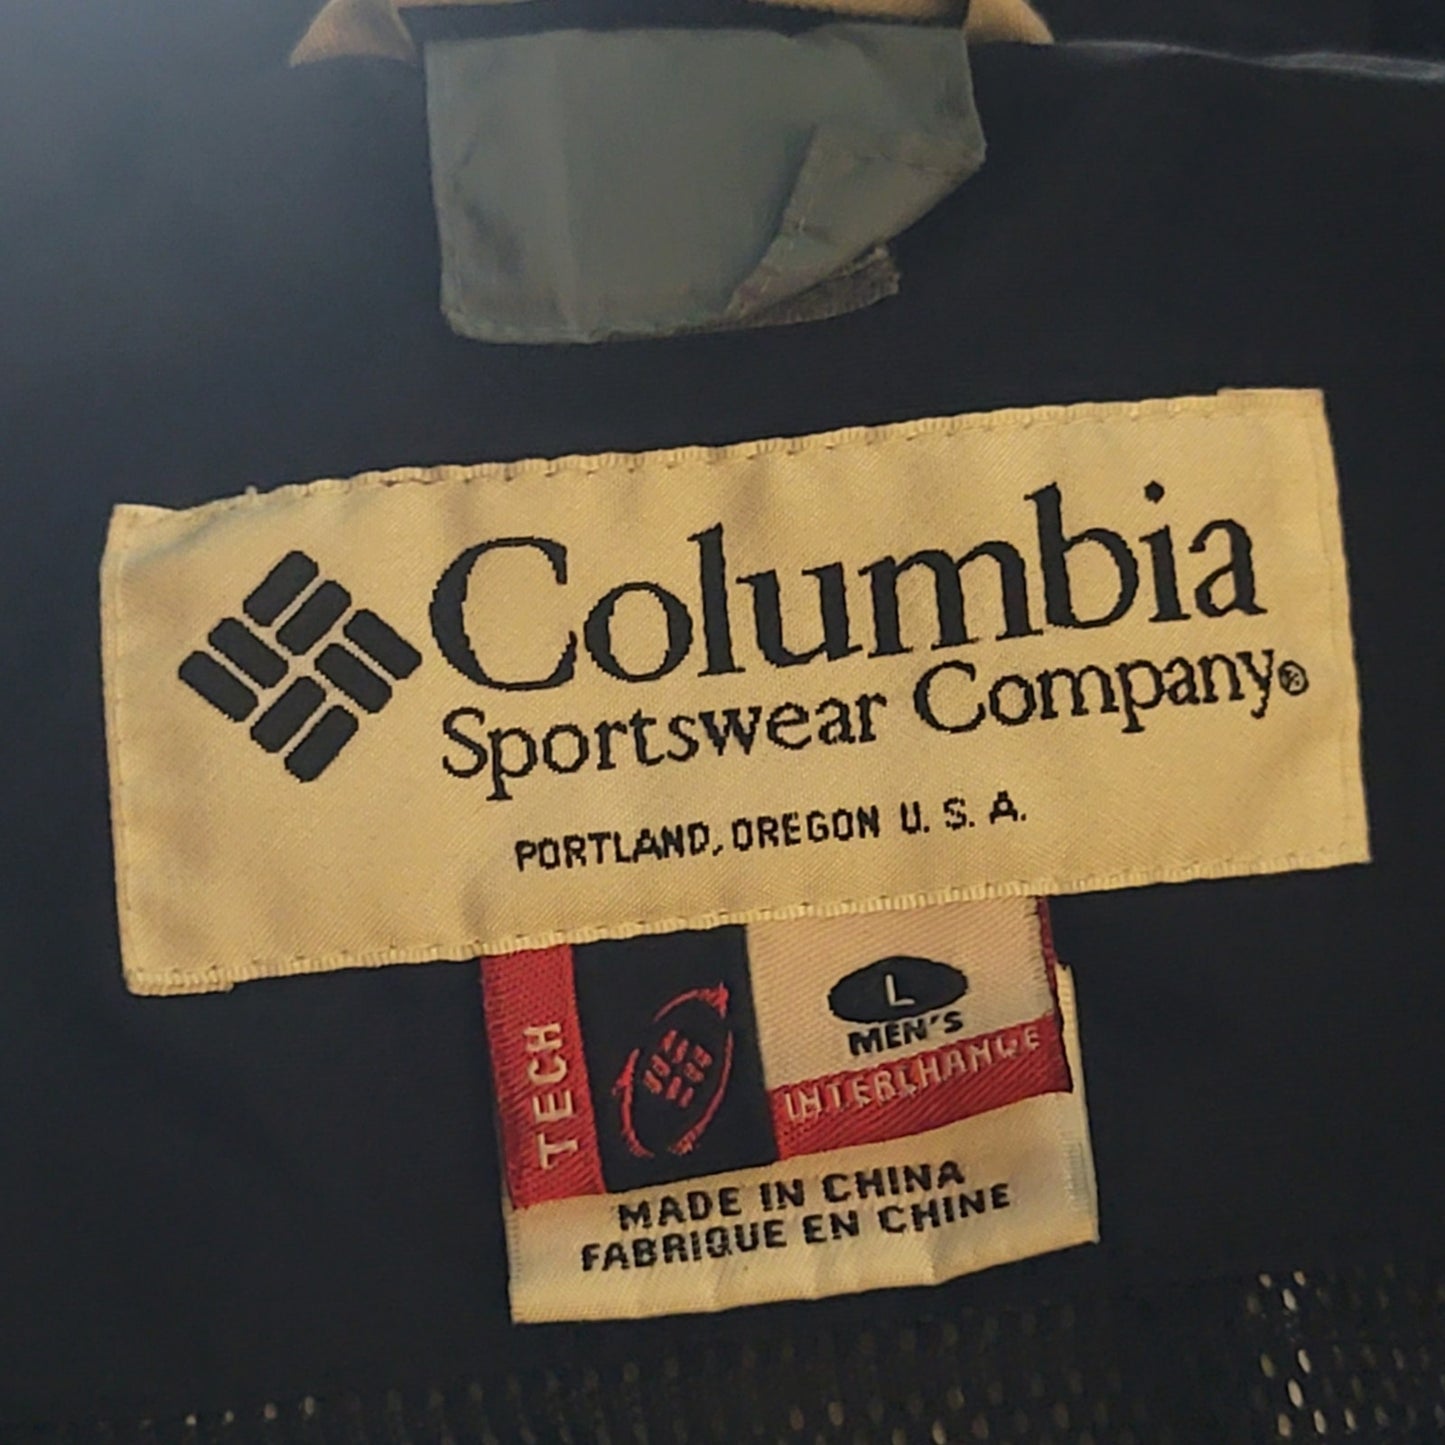 Columbia
Sportswear Company®
PORTLAND, OREGON U. S. A.
TECH
L
MEN'S
INTERCHANGE
MADE IN CHINA
FABRIQUE EN CHINE